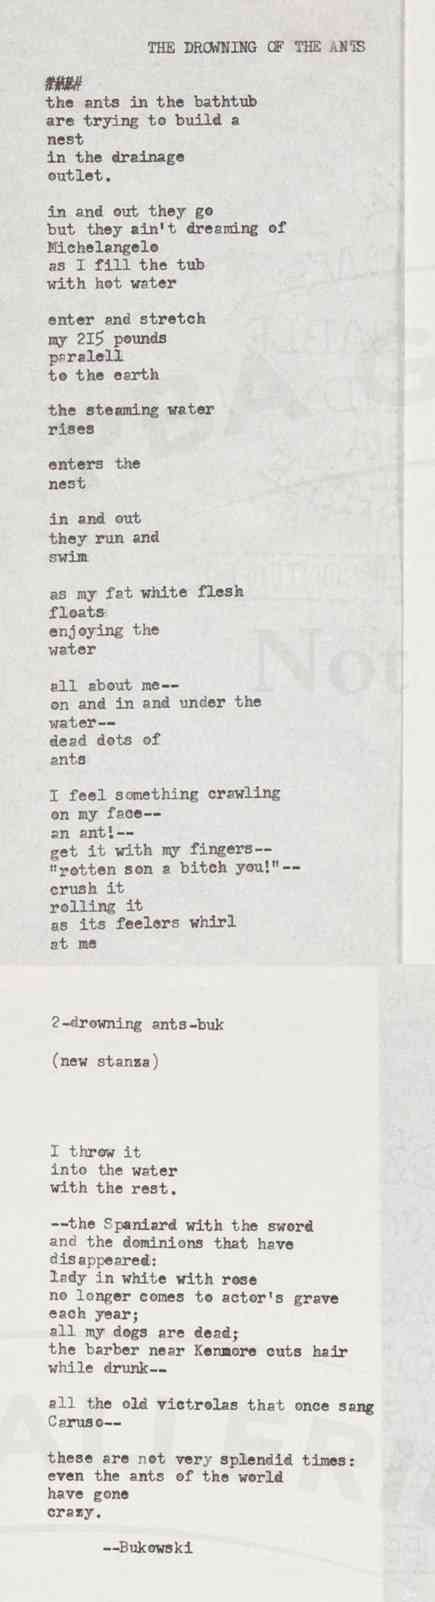 THE DROWNING OF THE ANTS
the ants in the bathtub
are trying to build a
nest
in the drainage
outlet.
in and out they go
but they ain't dreaming of
Michelangelo
as I fill the tub
with hot water
enter and stretch
my 215 pounds
paralell
to the earth
the steaming water
rises
enters the
nest
in and out
they run and
swim
as my fat white flesh
floats
enjoying the
water
all about me--
on and in and under the
water--
dead dots of
ants
I feel something crawling
on my face--
an ant!--
get it with my fingers--
"rotten son a bitch you!"--
crush it
rolling it
as its feelers whirl
at me
2-drowning ants-buk
(new stanza)
I throw it
into the water
with the rest.
--the Spaniard with the sword
and the dominions that have
disappeared:
lady in white with rose
no longer comes to actor's grave
each year;
all my dogs are dead;
the barber near Kenmore cuts hair
while drunk--
all the old victrolas that once sang
Caruso--
these are not very splendid times:
even the ants of the world
have gone
crazy.
--Bukowski
Not